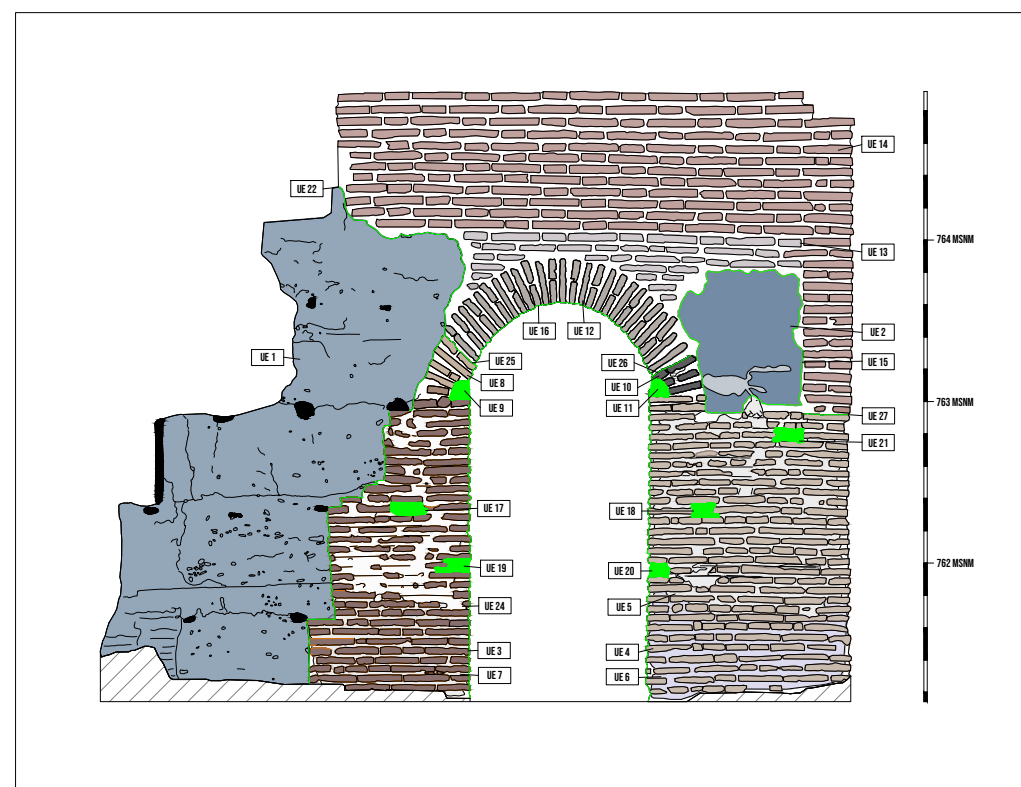 UE 14
UE 22
764 MSNM
UE 13
UE 16
UE 12
UE 2
UE 1
UE 25
UE 26
UE 15
UE 8
UE 10
UE 9
UE 11
763 MSNM
UE 27
UE 21
UE 17
UE 18
UE 19
UE 20
762 MSNM
UE 24
UE 5
UE 3
UE 4
UE 7
UE 6